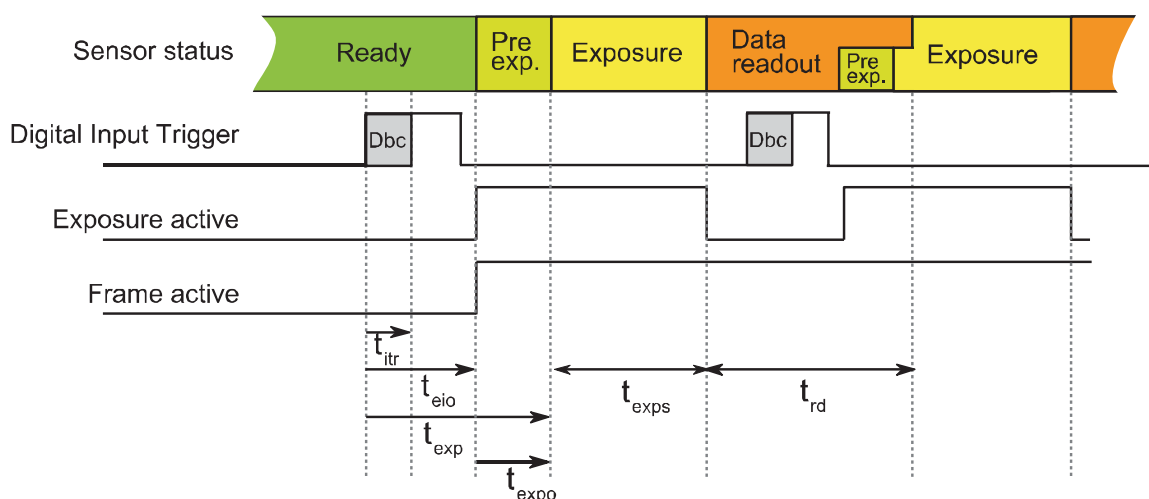 Sensor status
Ready
Pre
exp.
Exposure
Data
readout
Pre
exp.
Exposure
Digital Input Trigger
Dbc
Dbc
Exposure active
Frame active
titr
teio
texps
trd
texp
texpo